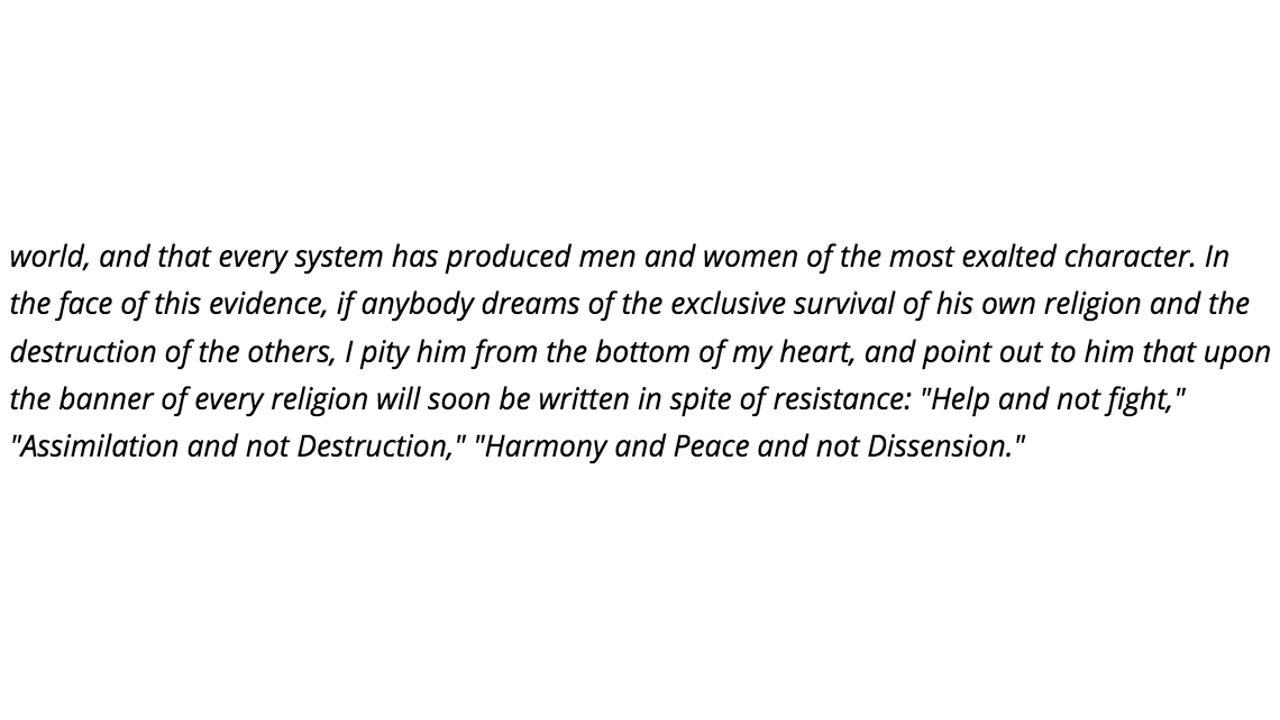 world, and that every system has produced men and women of the most exalted character. In
the face of this evidence, if anybody dreams of the exclusive survival of his own religion and the
destruction of the others, I pity him from the bottom of my heart, and point out to him that upon
the banner of every religion will soon be written in spite of resistance: "Help and not fight,"
"Assimilation and not Destruction," "Harmony and Peace and not Dissension."